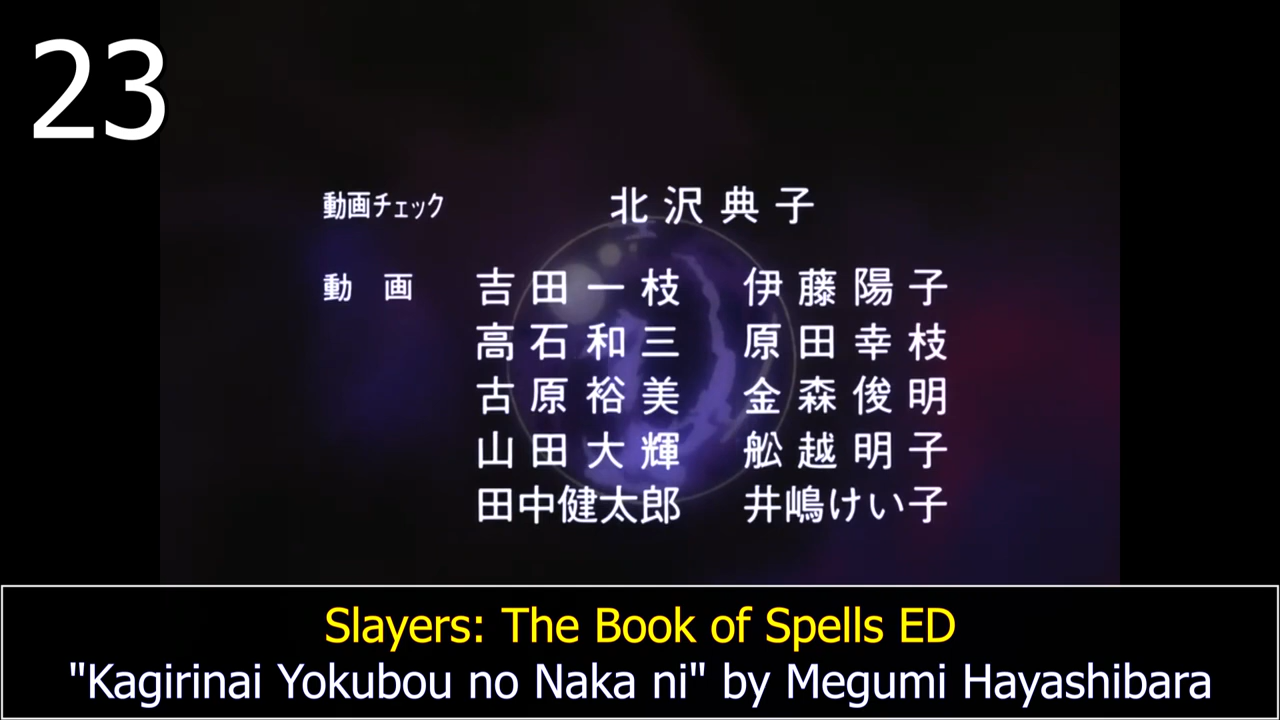 23
動画チェック 北沢典子
動画 吉田一枝 伊藤陽子
高石和三 原田幸枝
古原裕美 金森俊明
山田大輝 舩越明子
田中健太郎 井嶋けい子
Slayers: The Book of Spells ED
"Kagirinai Yokubou no Naka ni" by Megumi Hayashibara